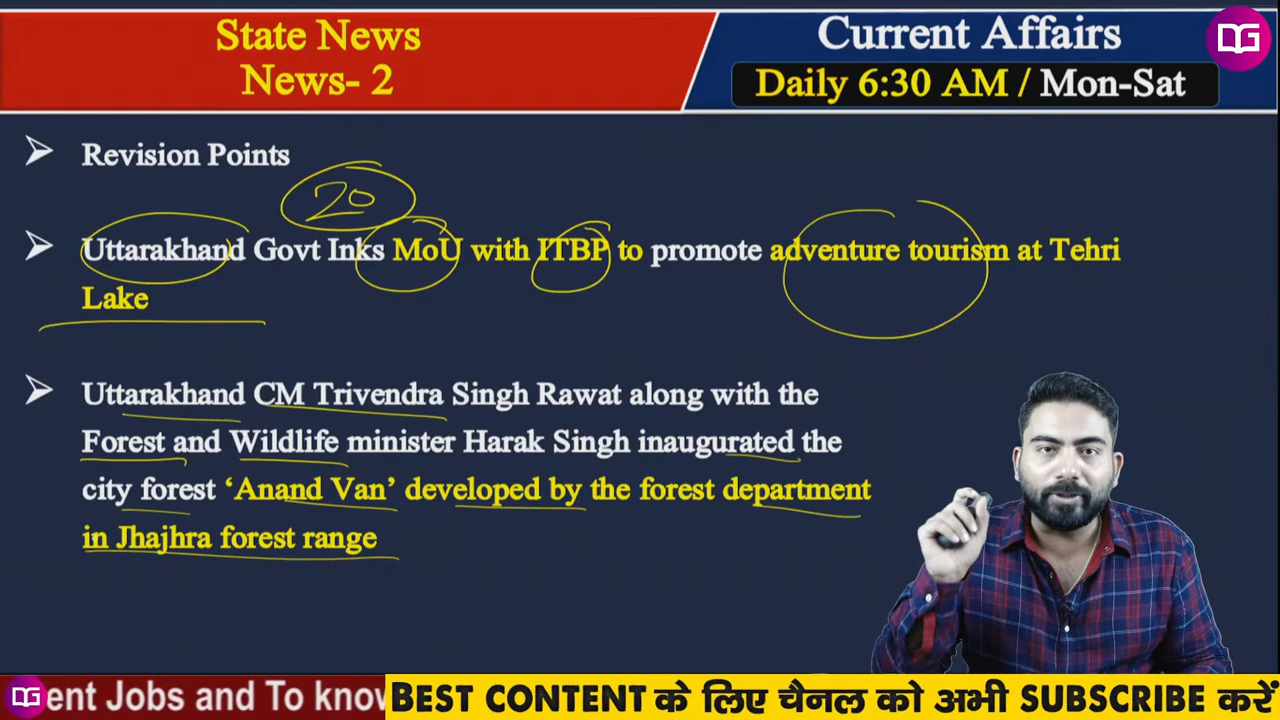 State News
News- 2
Current Affairs
Daily 6:30 AM / Mon-Sat
DG
Revision Points
20
Uttarakhand Govt Inks MoU with ITBP to promote adventure tourism at Tehri
Lake
Uttarakhand CM Trivendra Singh Rawat along with the
Forest and Wildlife minister Harak Singh inaugurated the
city forest ‘Anand Van’ developed by the forest department
in Jhajhra forest range
DG
ent Jobs and To know
BEST CONTENT के लिए चैनल को अभी SUBSCRIBE करें